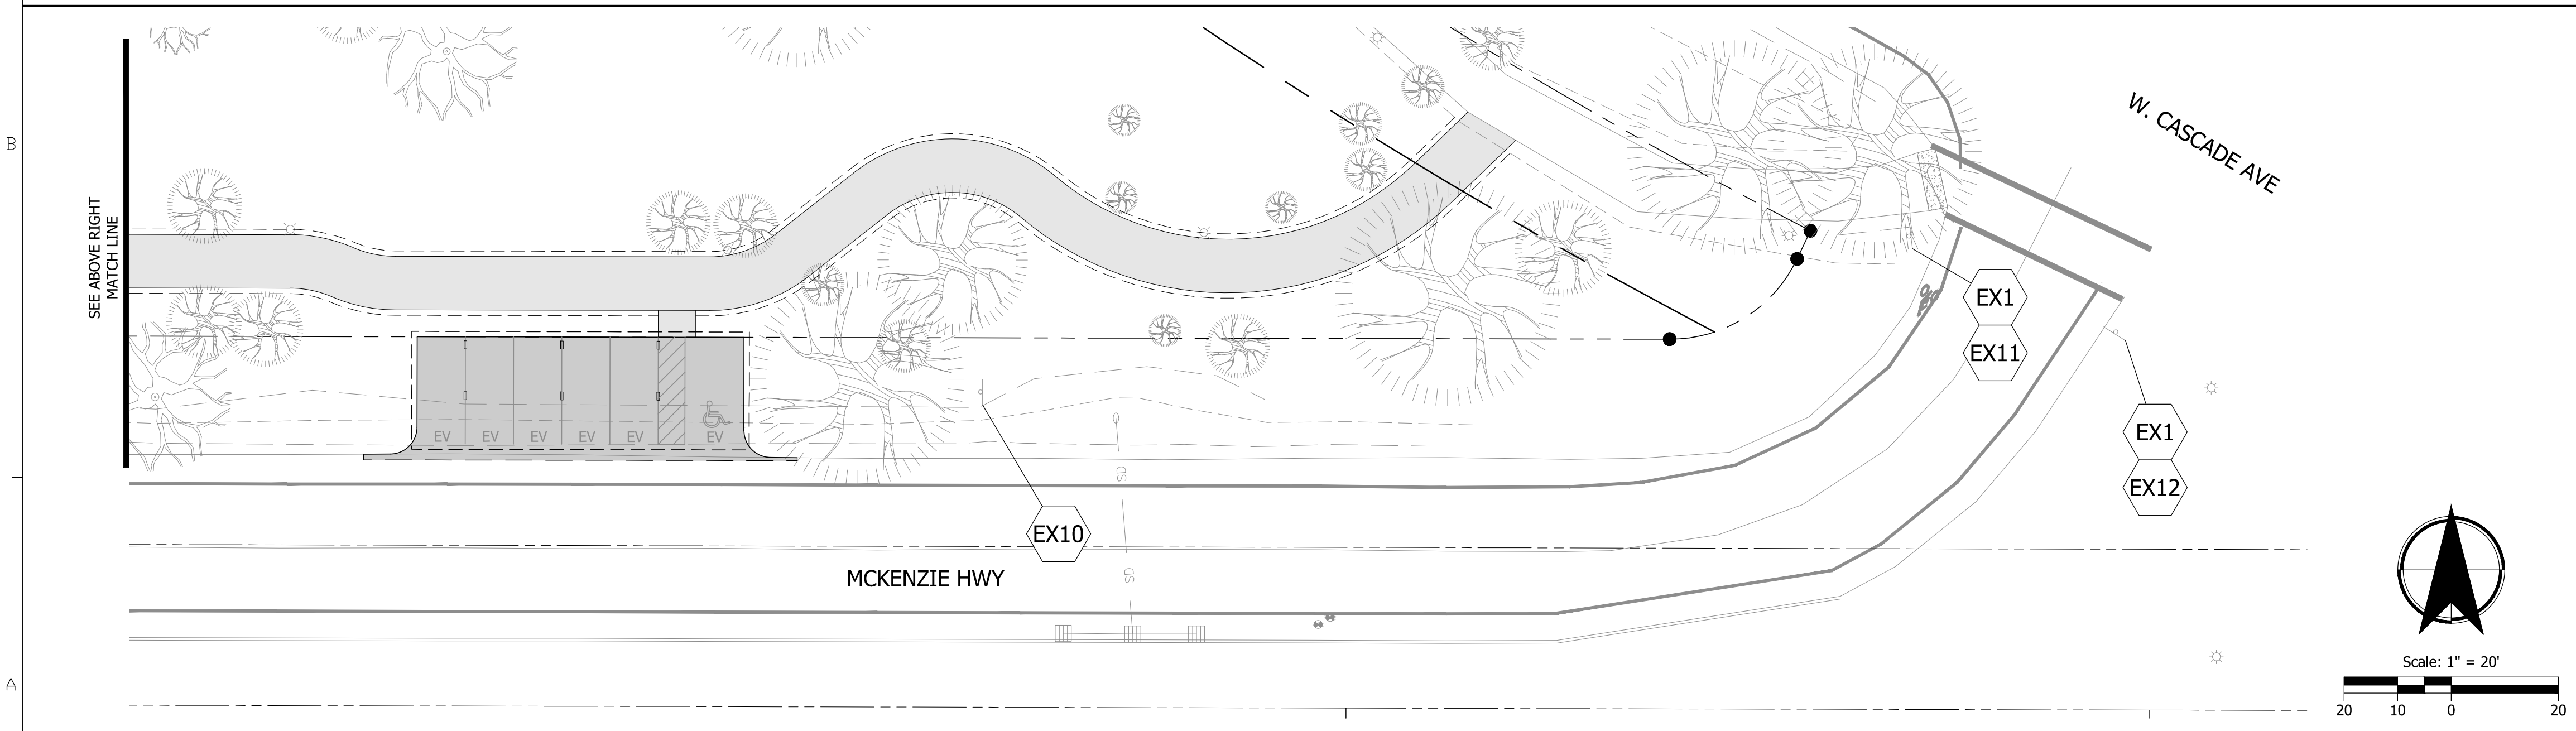 B
W. CASCADE AVE
SEE ABOVE RIGHT
MATCH LINE
EX1
EX11
EX1
EX12
EV
EV
EV
EV
EV
EV
SD
EX10
SD
MCKENZIE HWY
A
Scale: 1" = 20'
20
10
0
20